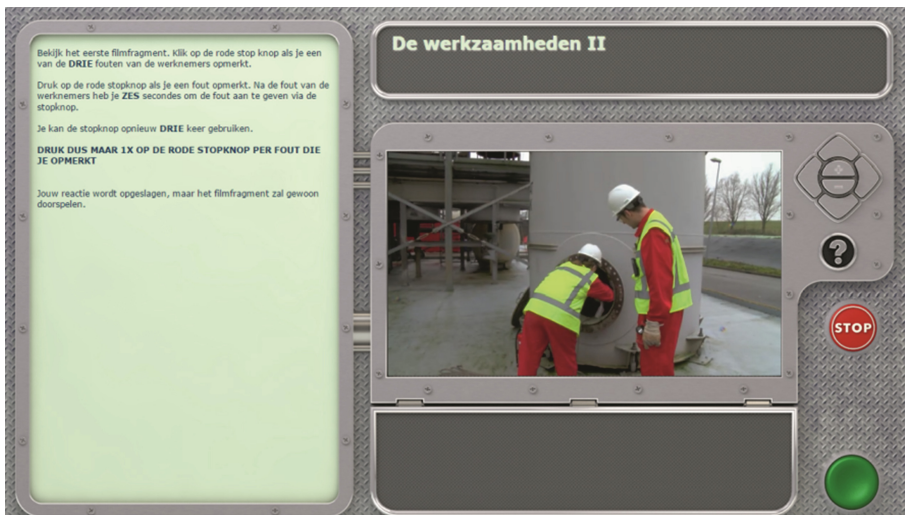 Bekijk het eerste filmfragment. Klik op de rode stop knop als je een
van de DRIE fouten van de werknemers opmerkt.
Druk op de rode stopknop als je een fout opmerkt. Na de fout van de
werknemers heb je ZES secondes om de fout aan te geven via de
stopknop.
Je kan de stopknop opnieuw DRIE keer gebruiken.
DRUK DUS MAAR 1X OP DE RODE STOPKNOP PER FOUT DIE
JE OPMERKT
Jouw reactie wordt opgeslagen, maar het filmfragment zal gewoon
doorspelen.
De werkzaamheden II
?
STOP